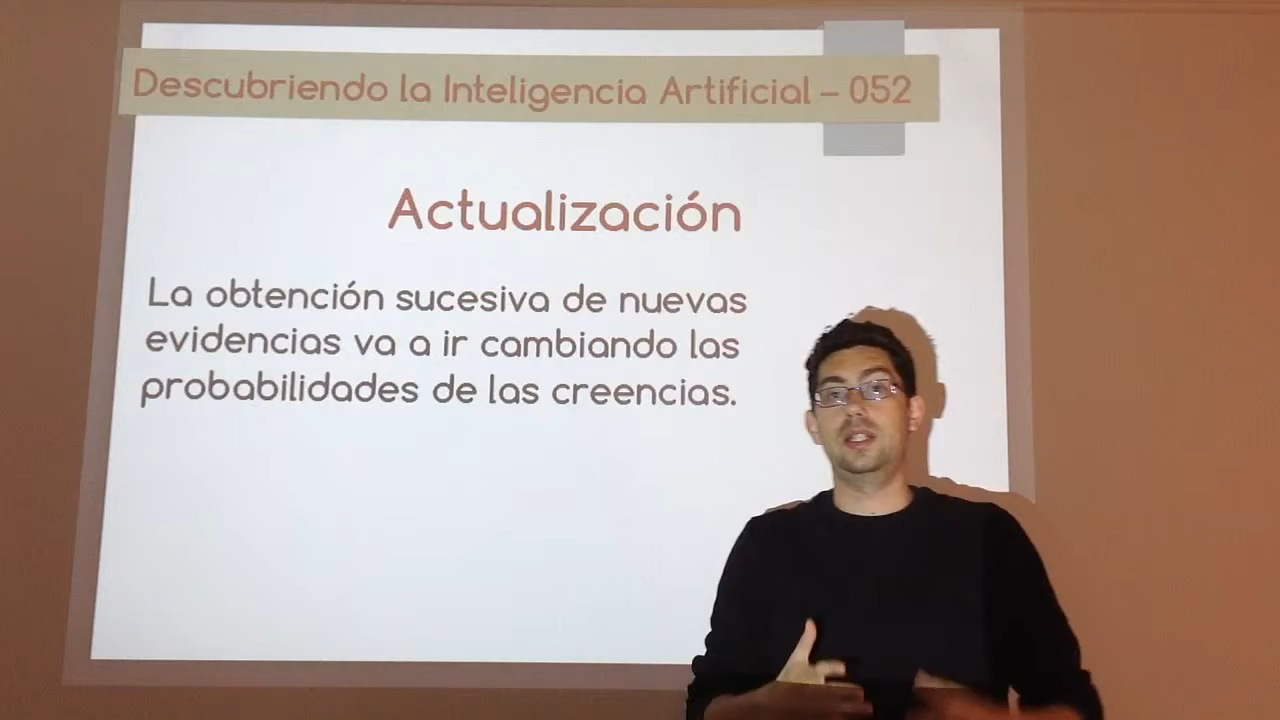 Descubriendo la Inteligencia Artificial – 052
Actualización
La obtención sucesiva de nuevas
evidencias va a ir cambiando las
probabilidades de las creencias.